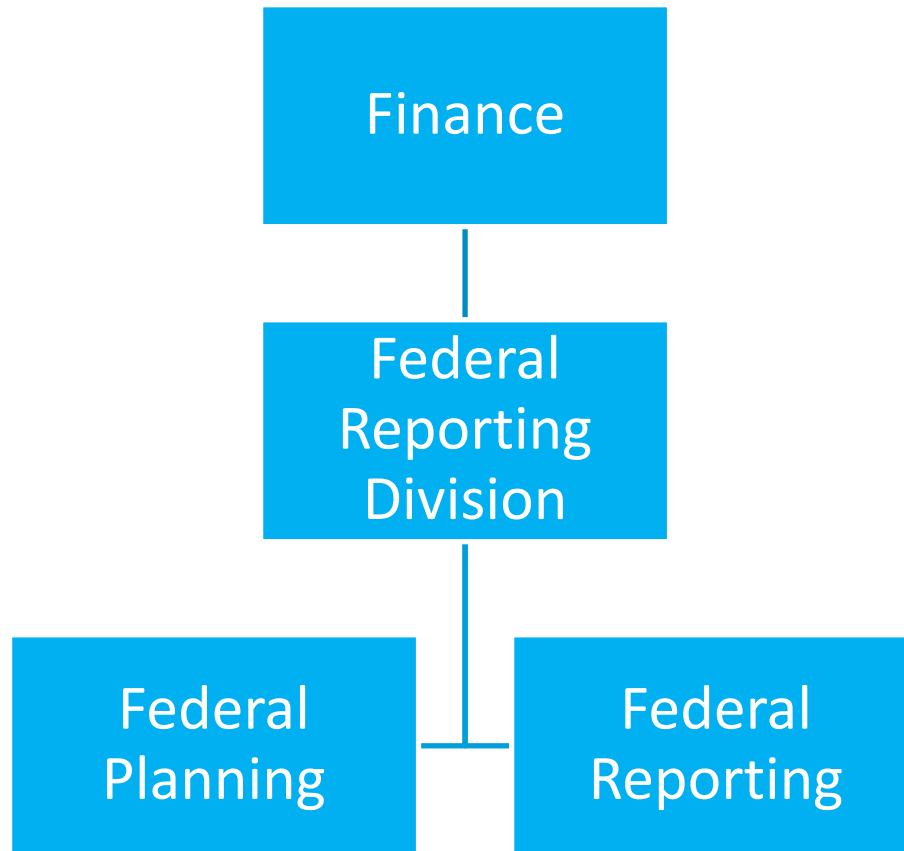 Finance
Federal
Reporting
Division
Federal
Planning
Federal
Reporting